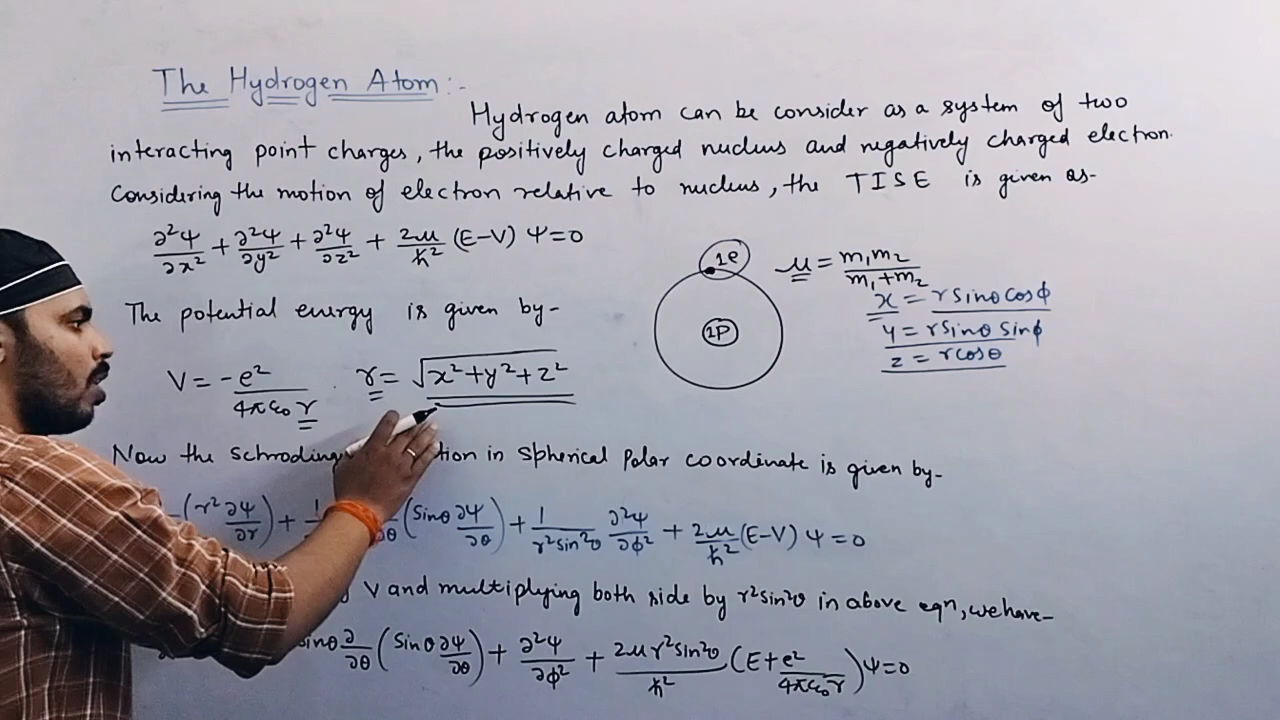 The Hydrogen Atom:-
Hydrogen atom can be consider as a system of two
interacting point charges, the positively charged nucleus and negatively charged electron.
Considering the motion of electron relative to nucleus, the TISE is given as-
∂²Ψ/∂x² + ∂²Ψ/∂y² + ∂²Ψ/∂z² + 2μ/ħ² (E-V) Ψ=0
1e
1P
μ = m₁m₂/m₁+m₂
x = r sinθ cosϕ
y = r sinθ sinϕ
z = r cosθ
The potential energy is given by-
V = -e²/4πε₀r . r = √x²+y²+z²
Now the schroding tion in spherical Polar coordinate is given by-
(r² ∂Ψ/∂r) + 1/ ∂θ (sinθ ∂Ψ/∂θ) + 1/r²sin²θ ∂²Ψ/∂ϕ² + 2μ/ħ² (E-V) Ψ=0
V and multiplying both side by r²sin²θ in above eqn, we have-
sinθ ∂/∂θ (Sinθ ∂Ψ/∂θ) + ∂²Ψ/∂ϕ² + 2μr²sin²θ/ħ² (E+e²/4πε₀r) Ψ=0